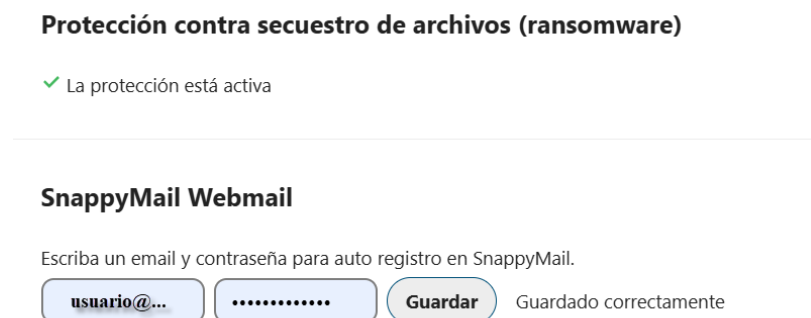 Protección contra secuestro de archivos (ransomware)
✓ La protección está activa
SnappyMail Webmail
Escriba un email y contraseña para auto registro en SnappyMail.
usuario@... ••••••••••••• Guardar Guardado correctamente